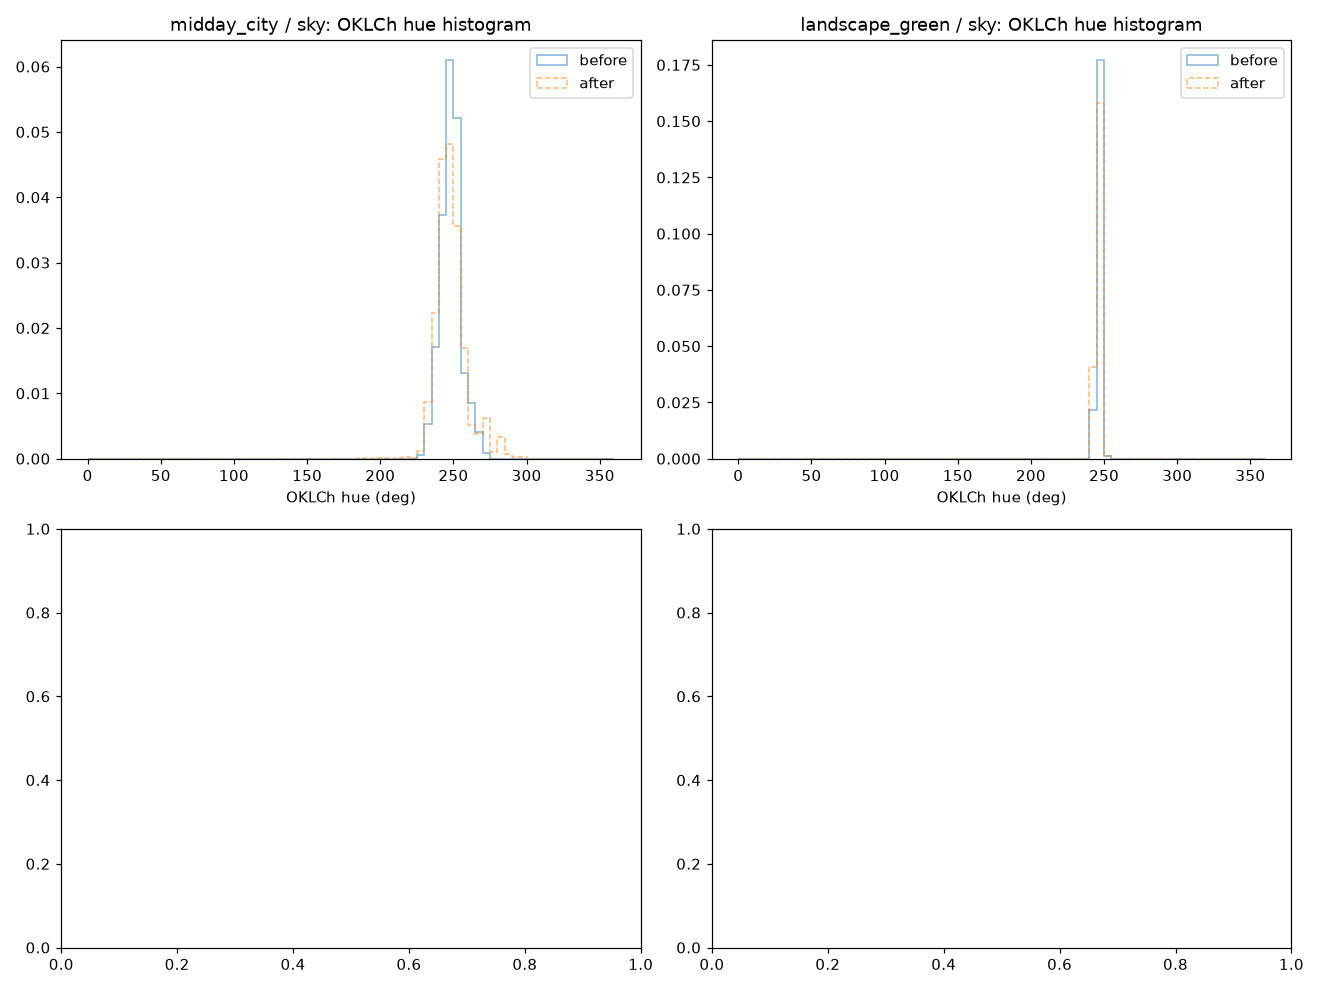 midday_city / sky: OKLCh hue histogram
before
after
0.06
0.05
0.04
0.03
0.02
0.01
0.00
0 50 100 150 200 250 300 350
OKLCh hue (deg)
landscape_green / sky: OKLCh hue histogram
before
after
0.175
0.150
0.125
0.100
0.075
0.050
0.025
0.000
0 50 100 150 200 250 300 350
OKLCh hue (deg)
1.0
0.8
0.6
0.4
0.2
0.0
0.0 0.2 0.4 0.6 0.8 1.0
1.0
0.8
0.6
0.4
0.2
0.0
0.0 0.2 0.4 0.6 0.8 1.0